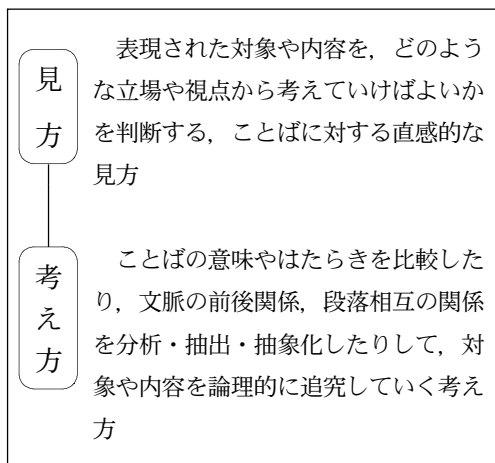 見方
表現された対象や内容を，どのよう
な立場や視点から考えていけばよいか
を判断する，ことばに対する直感的な
見方
考え方
ことばの意味やはたらきを比較した
り，文脈の前後関係，段落相互の関係
を分析・抽出・抽象化したりして，対
象や内容を論理的に追究していく考え
方